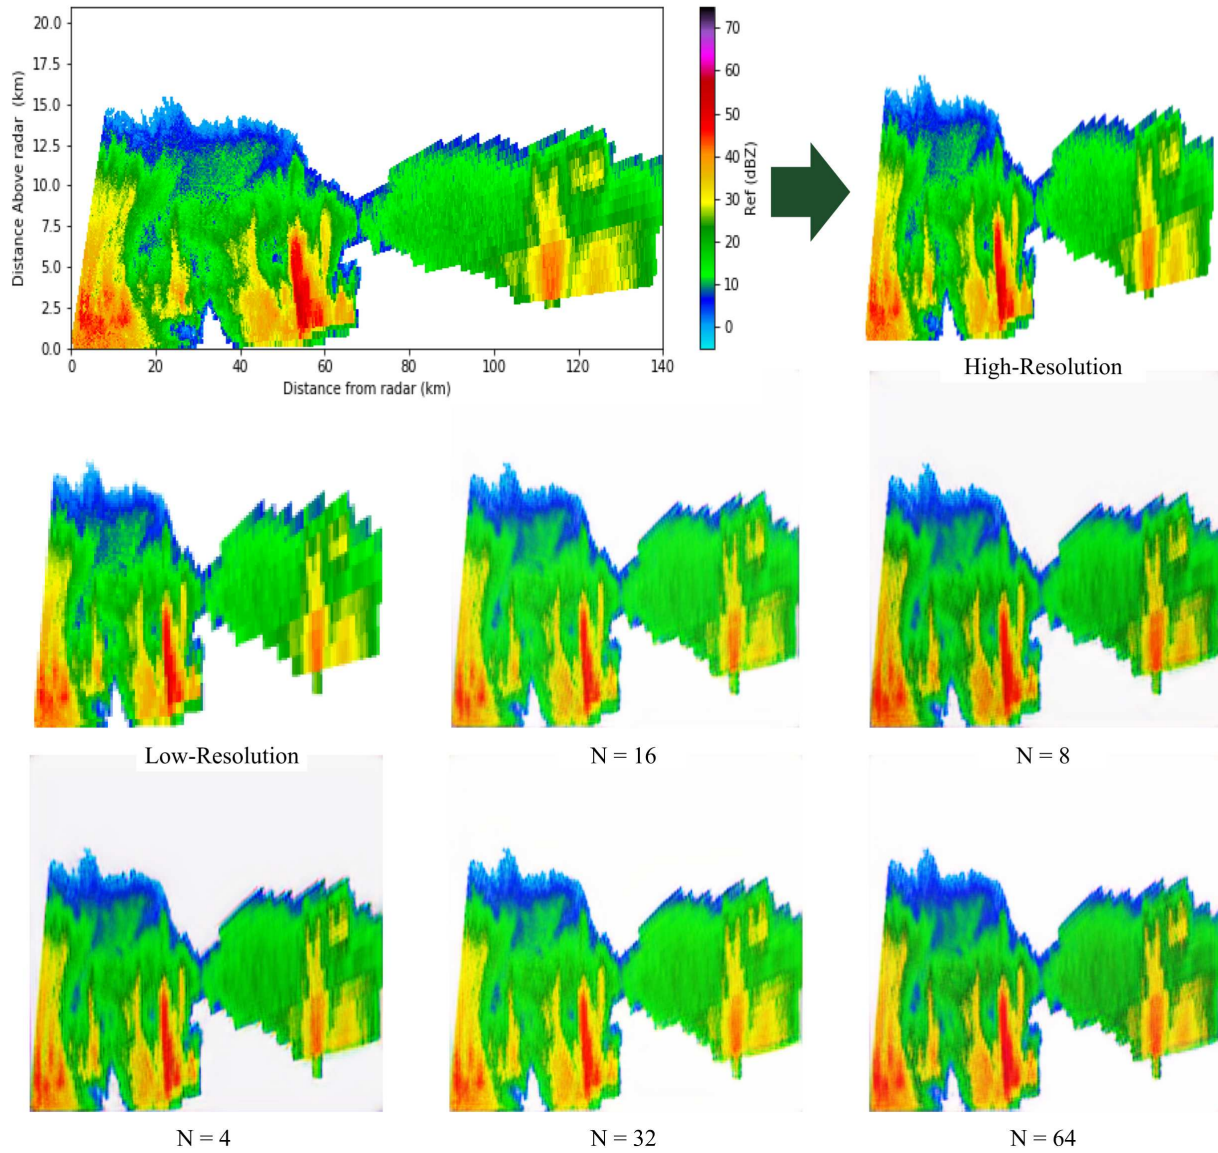 20.0
17.5
15.0
12.5
10.0
7.5
5.0
2.5
0.0
Distance Above radar (km)
0 20 40 60 80 100 120 140
Distance from radar (km)
70
60
50
40
30
20
10
0
Ref (dBZ)
High-Resolution
Low-Resolution
N = 16
N = 8
N = 4
N = 32
N = 64